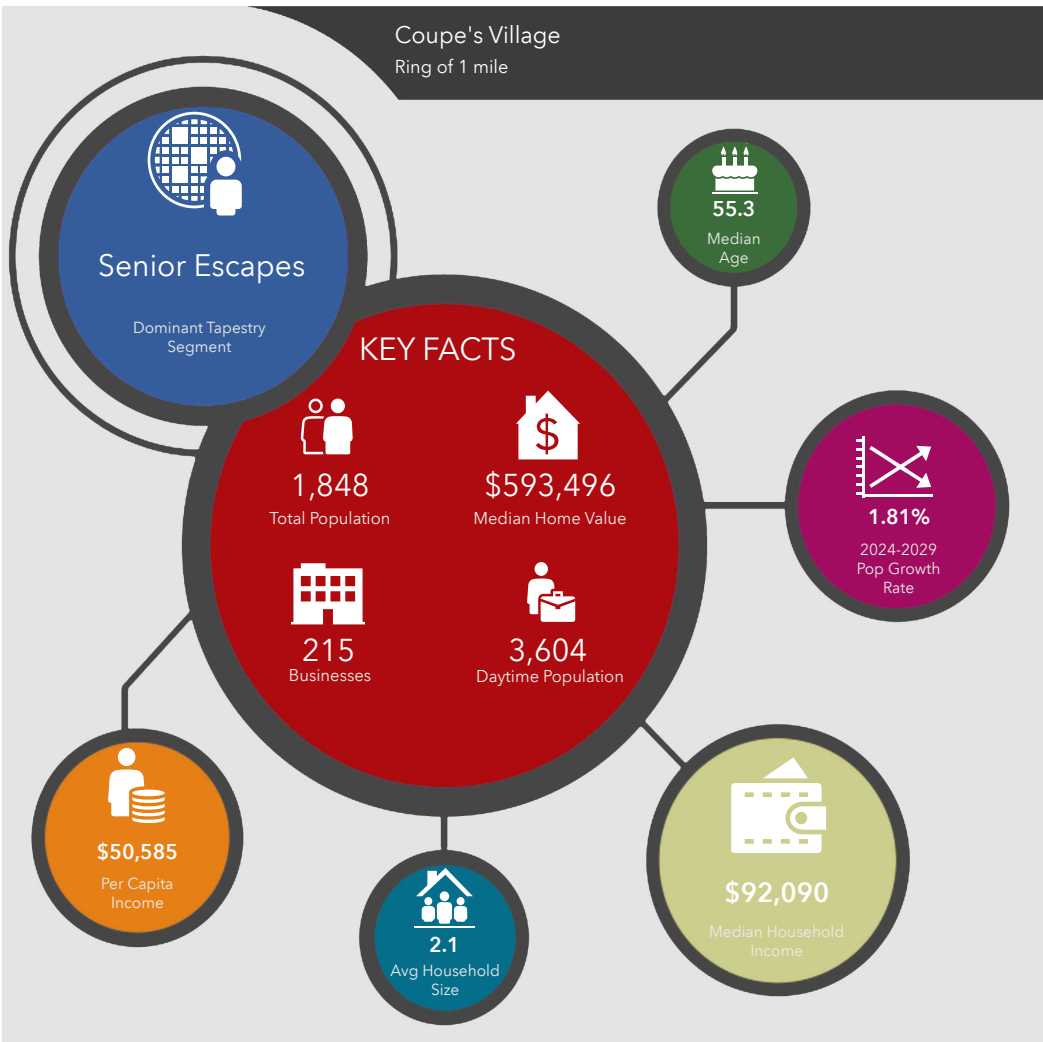 Coupe's Village
Ring of 1 mile
Senior Escapes
Dominant Tapestry
Segment
KEY FACTS
1,848
Total Population
$593,496
Median Home Value
215
Businesses
3,604
Daytime Population
55.3
Median
Age
1.81%
2024-2029
Pop Growth
Rate
$92,090
Median Household
Income
2.1
Avg Household
Size
$50,585
Per Capita
Income